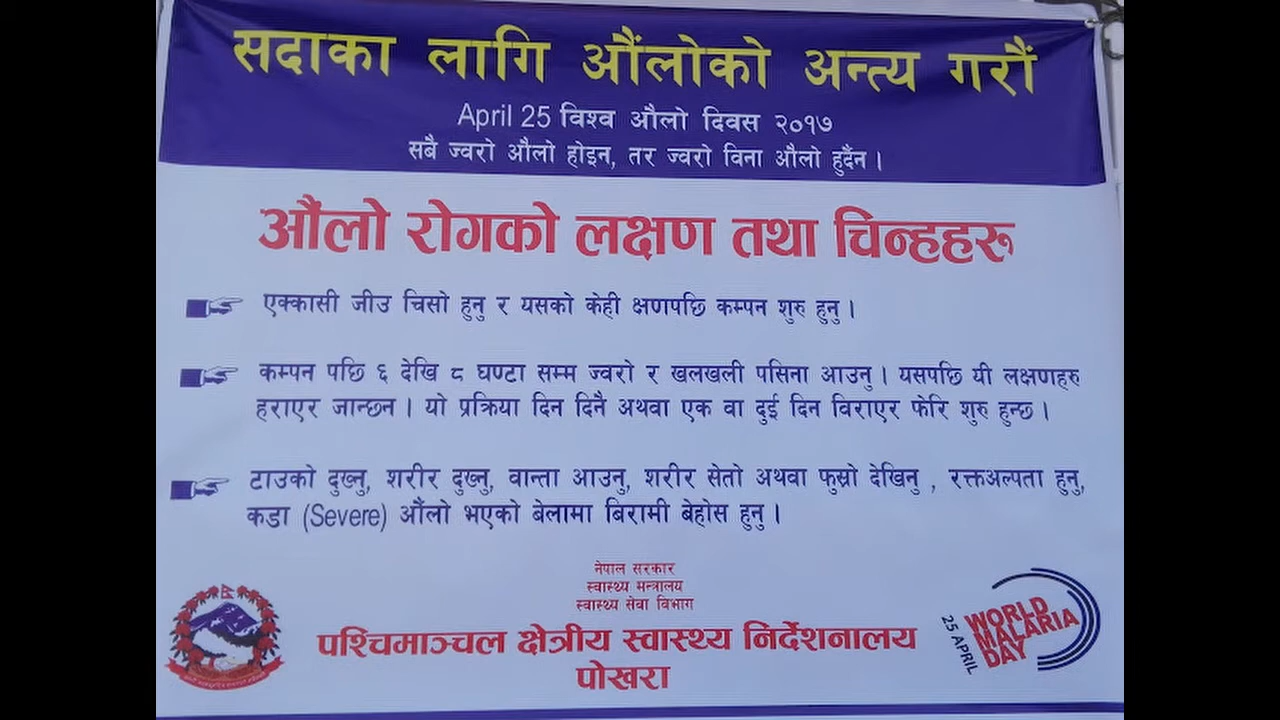 सदाका लागि औंलोको अन्त्य गरौं
April 25 विश्व औलो दिवस २०१७
सबै ज्वरो औलो होइन, तर ज्वरो विना औलो हुदैंन ।
औंलो रोगको लक्षण तथा चिन्हहरू
एक्कासी जीउ चिसो हुनु र यसको केही क्षणपछि कम्पन शुरु हुनु ।
कम्पन पछि ६ देखि ८ घण्टा सम्म ज्वरो र खलखली पसिना आउनु । यसपछि यी लक्षणहरु
हराएर जान्छन । यो प्रक्रिया दिन दिनै अथवा एक वा दुई दिन विराएर फेरि शुरु हुन्छ ।
टाउको दुख्नु, शरीर दुख्नु, वान्ता आउनु, शरीर सेतो अथवा फुस्रो देखिनु , रक्तअल्पता हुनु,
कडा (Severe) औंलो भएको बेलामा बिरामी बेहोस हुनु ।
नेपाल सरकार
स्वास्थ्य मन्त्रालय
स्वास्थ्य सेवा विभाग
पश्चिमाञ्चल क्षेत्रीय स्वास्थ्य निर्देशनालय
पोखरा
WORLD
MALARIA
DAY
25 APRIL